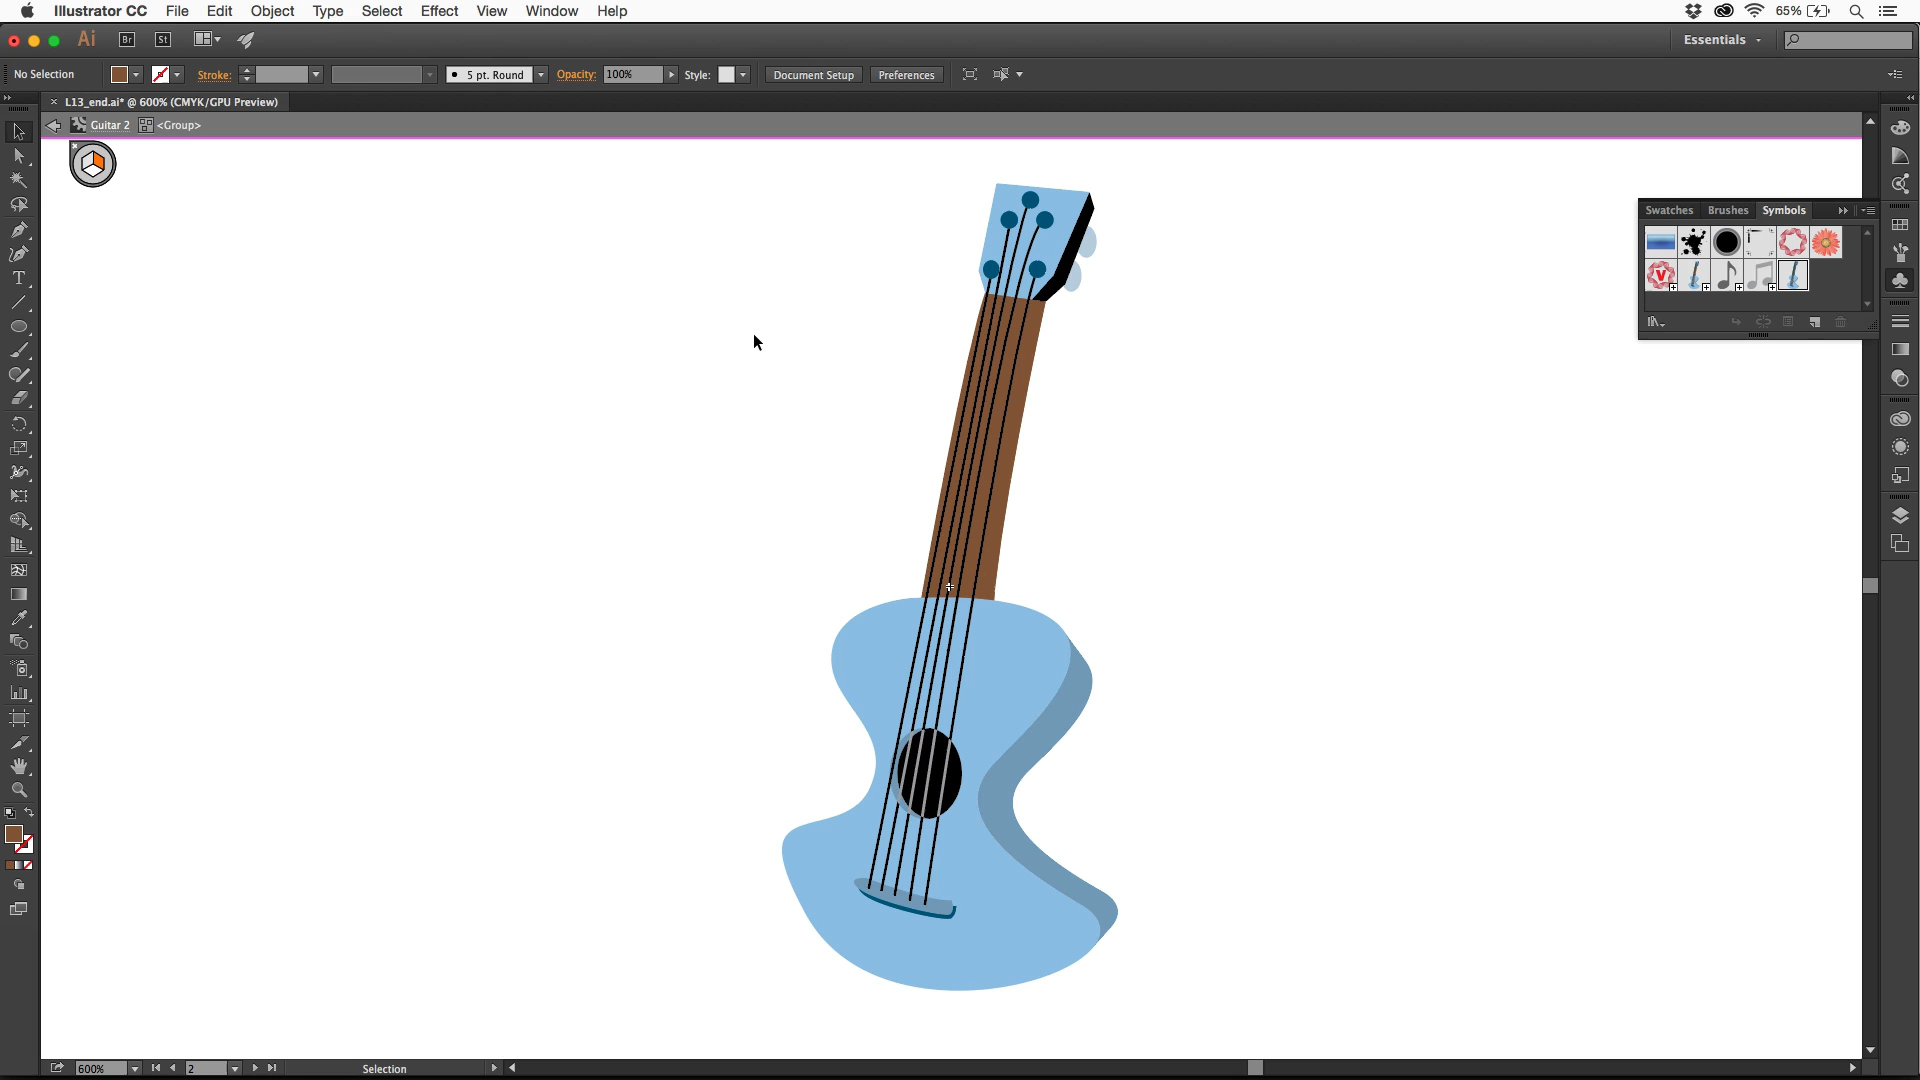 Illustrator CC File Edit Object Type Select Effect View Window Help 65%
Ai Br St Essentials
No Selection Stroke: 5 pt. Round Opacity: 100% Style: Document Setup Preferences
× L13_end.ai* @ 600% (CMYK/GPU Preview)
Guitar 2 <Group>
Swatches Brushes Symbols
V
T
600% 2 Selection